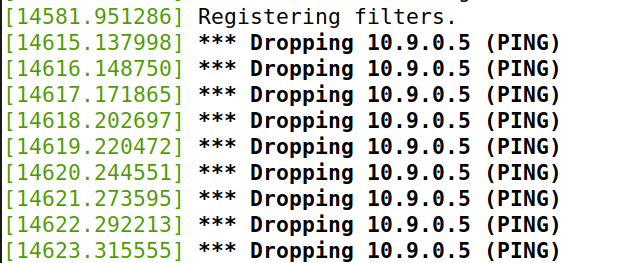 [14581.951286] Registering filters.
[14615.137998] *** Dropping 10.9.0.5 (PING)
[14616.148750] *** Dropping 10.9.0.5 (PING)
[14617.171865] *** Dropping 10.9.0.5 (PING)
[14618.202697] *** Dropping 10.9.0.5 (PING)
[14619.220472] *** Dropping 10.9.0.5 (PING)
[14620.244551] *** Dropping 10.9.0.5 (PING)
[14621.273595] *** Dropping 10.9.0.5 (PING)
[14622.292213] *** Dropping 10.9.0.5 (PING)
[14623.315555] *** Dropping 10.9.0.5 (PING)